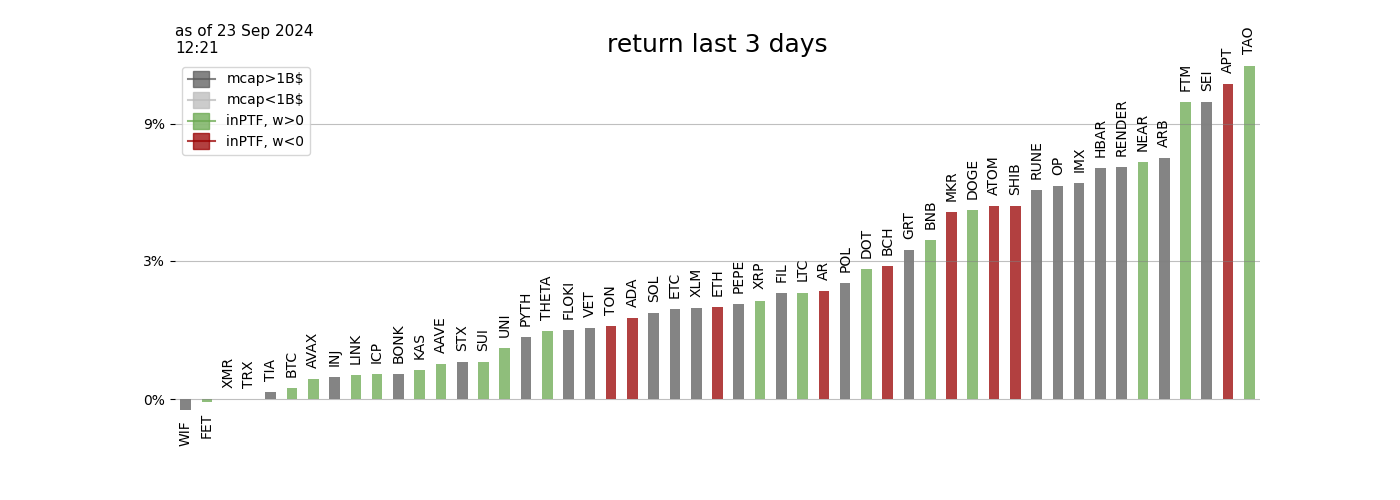 as of 23 Sep 2024
12:21
return last 3 days
mcap>1B$
mcap<1B$
inPTF, w>0
inPTF, w<0
9%
3%
0%
WIF
FET
XMR
TRX
TIA
BTC
AVAX
INJ
LINK
ICP
BONK
KAS
AAVE
STX
SUI
UNI
PYTH
THETA
FLOKI
VET
TON
ADA
SOL
ETC
XLM
ETH
PEPE
XRP
FIL
LTC
AR
POL
DOT
BCH
GRT
BNB
MKR
DOGE
ATOM
SHIB
RUNE
OP
IMX
HBAR
RENDER
NEAR
ARB
FTM
SEI
APT
TAO